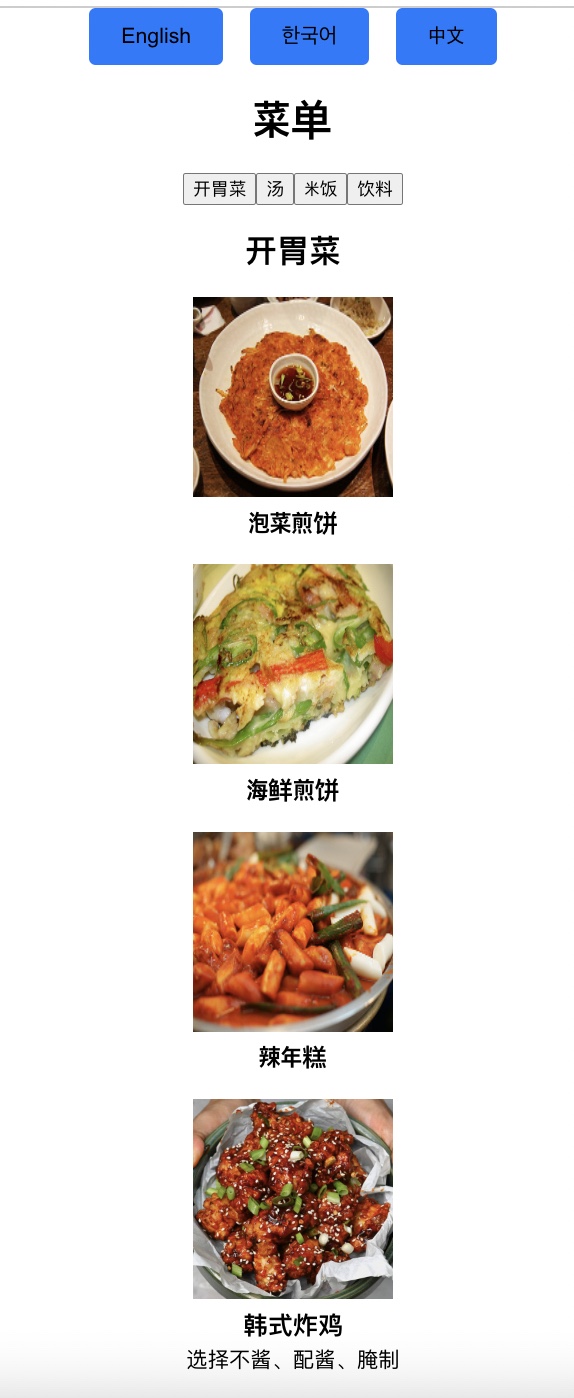 English 한국어 中文
菜单
开胃菜 汤 米饭 饮料
开胃菜
泡菜煎饼
海鲜煎饼
辣年糕
韩式炸鸡
选择不酱、配酱、腌制